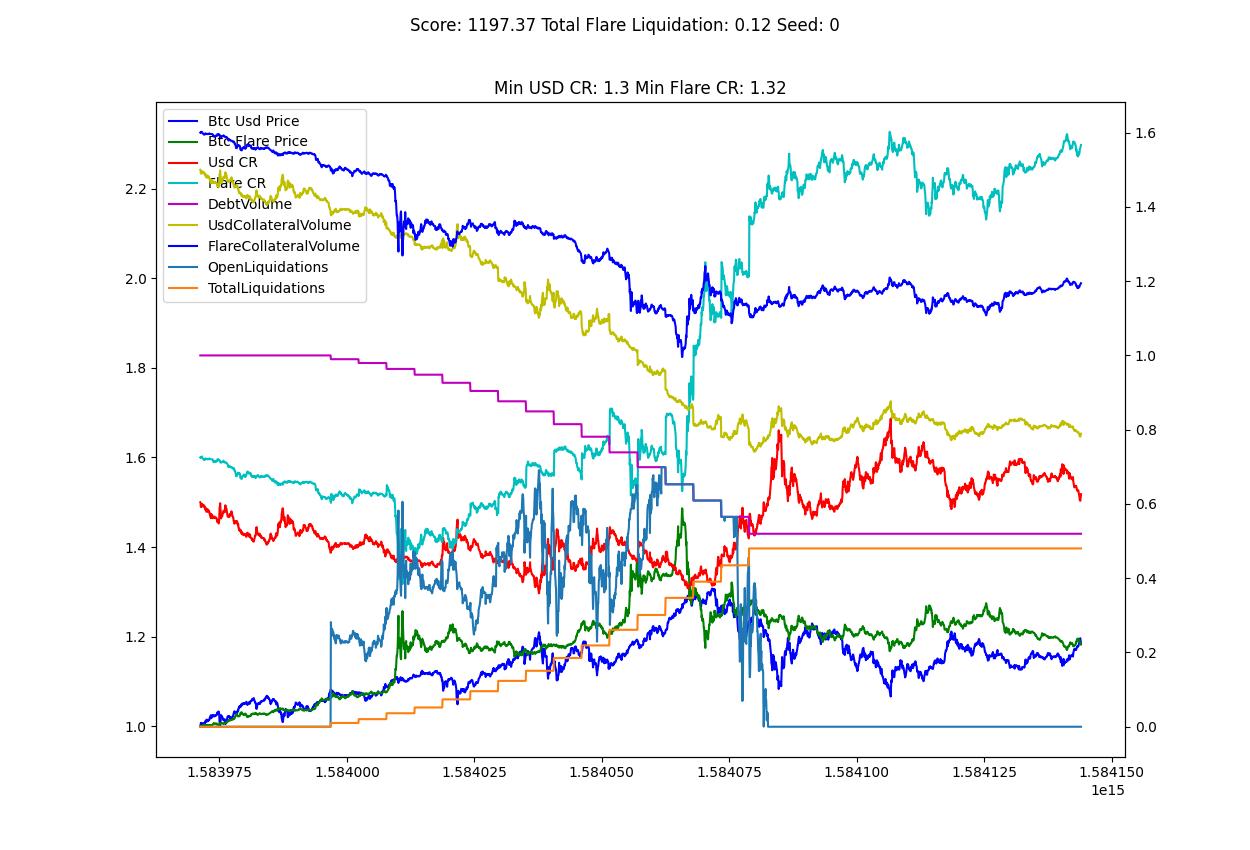 Score: 1197.37 Total Flare Liquidation: 0.12 Seed: 0
Min USD CR: 1.3 Min Flare CR: 1.32
Btc Usd Price
Btc Flare Price
Usd CR
Flare CR
DebtVolume
UsdCollateralVolume
FlareCollateralVolume
OpenLiquidations
TotalLiquidations
2.2
2.0
1.8
1.6
1.4
1.2
1.0
1.6
1.4
1.2
1.0
0.8
0.6
0.4
0.2
0.0
1.583975 1.584000 1.584025 1.584050 1.584075 1.584100 1.584125 1.584150
1e15